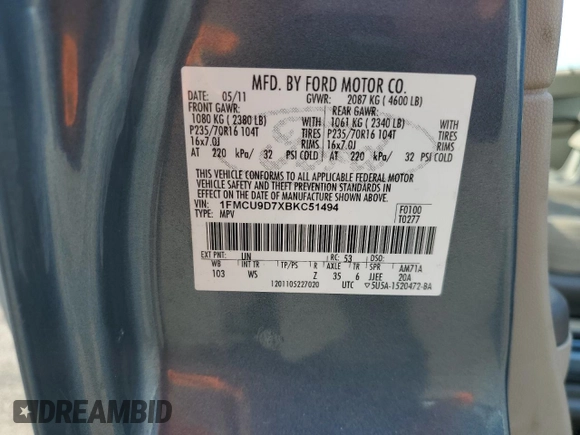 MFD. BY FORD MOTOR CO.
DATE: 05/11 GVWR: 2087 KG ( 4600 LB)
FRONT GAWR: REAR GAWR:
1080 KG ( 2380 LB) WITH 1061 KG ( 2340 LB) WITH
P235/70R16 104T TIRES P235/70R16 104T TIRES
16x7.0J RIMS 16x7.0J RIMS
AT 220 kPa/ 32 PSI COLD AT 220 kPa/ 32 PSI COLD
THIS VEHICLE CONFORMS TO ALL APPLICABLE FEDERAL MOTOR
VEHICLE SAFETY AND THEFT PREVENTION STANDARDS IN
EFFECT ON THE DATE OF MANUFACTURE SHOWN ABOVE.
VIN: 1FMCU9D7XBKC51494 F0100
TYPE: MPV T0277
EXT PNT: UN RC: 53 DSO:
WB INT TR TP/PS R AXLE TR SPR AM71A
103 W5 Z 35 6 JJEE 20A
1201105227020 UTC 5U5A-1520472-BA
DREAMBID